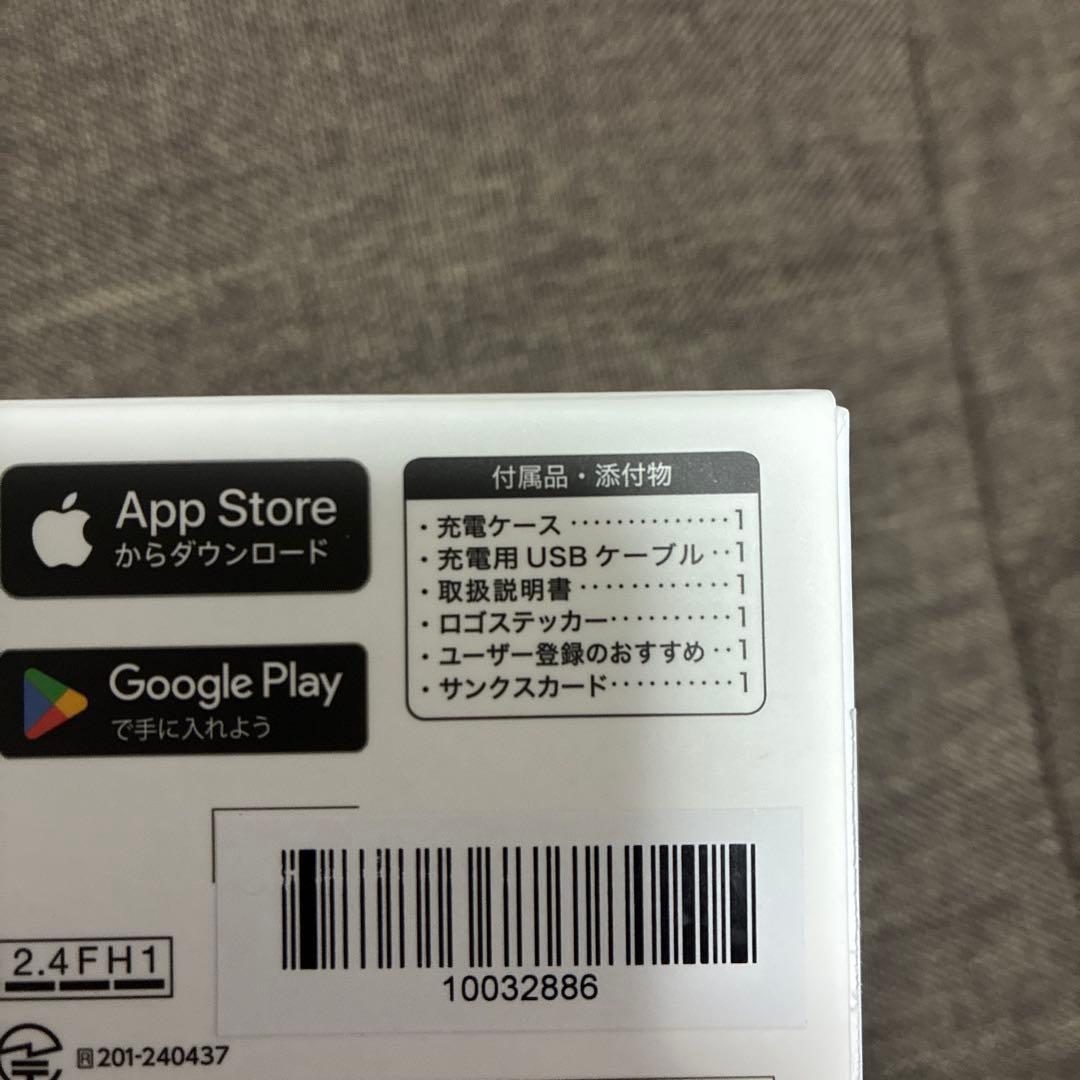 App Store
からダウンロード
Google Play
で手に入れよう
付属品・添付物
・充電ケース ··············1
・充電用 USB ケーブル ··1
・取扱説明書 ············1
・ロゴステッカー ··········1
・ユーザー登録のおすすめ ··1
・サンクスカード ··········1
10032886
2.4FH1
R 201-240437